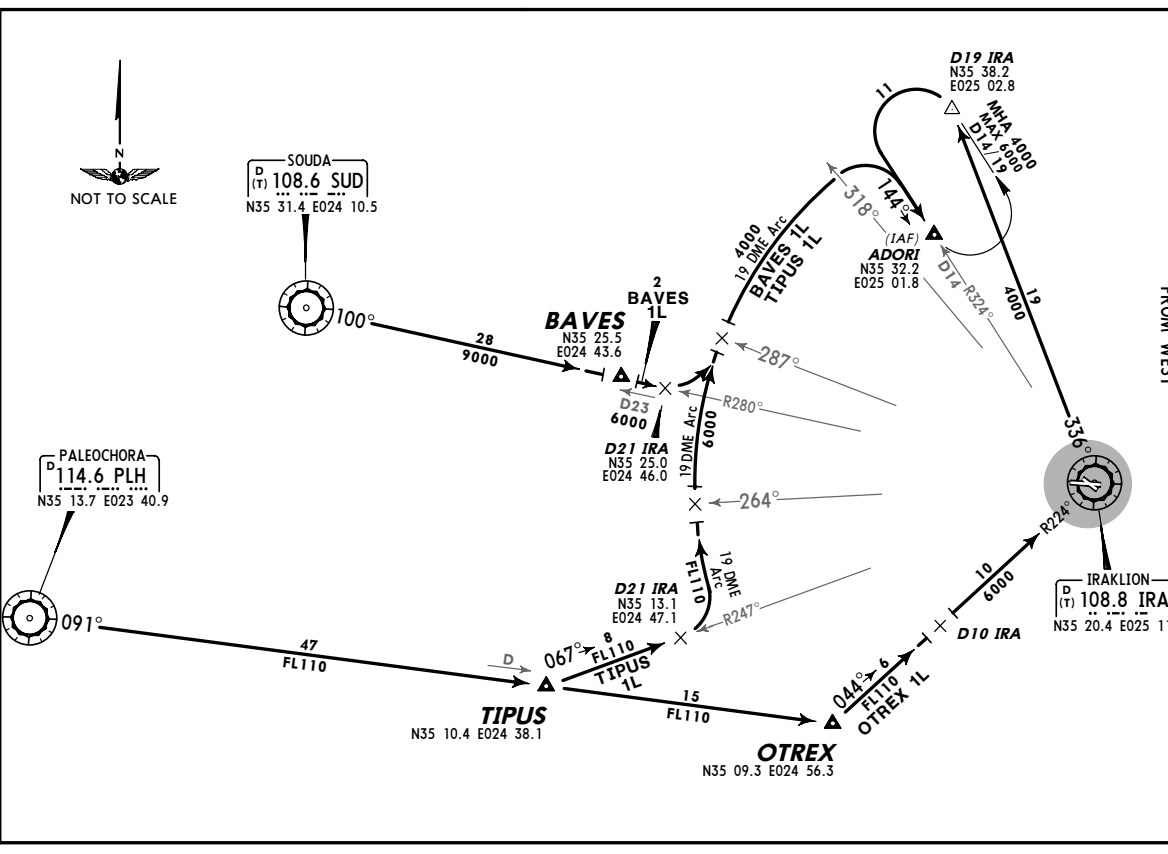 N
NOT TO SCALE
SOUDA
D
(T) 108.6 SUD
N35 31.4 E024 10.5
100°
28
9000
BAVES
N35 25.5
E024 43.6
2
BAVES
1L
D23
6000
D21 IRA
N35 25.0
E024 46.0
R280°
287°
19 DME Arc
6000
264°
4000
19 DME Arc
BAVES 1L
TIPUS 1L
318°
144°
11
D19 IRA
N35 38.2
E025 02.8
MHA 4000
MAX 6000
D14/19
(IAF)
ADORI
N35 32.2
E025 01.8
D14 R324°
19
4000
336°
FROM WEST
PALEOCHORA
D
114.6 PLH
N35 13.7 E023 40.9
091°
47
FL110
D
TIPUS
N35 10.4 E024 38.1
067°
8
FL110
TIPUS
1L
D21 IRA
N35 13.1
E024 47.1
R247°
19 DME
Arc
FL110
15
FL110
OTREX
N35 09.3 E024 56.3
044°
6
FL110
OTREX 1L
D10 IRA
10
6000
R224°
IRAKLION
D
(T) 108.8 IRA
N35 20.4 E025 1